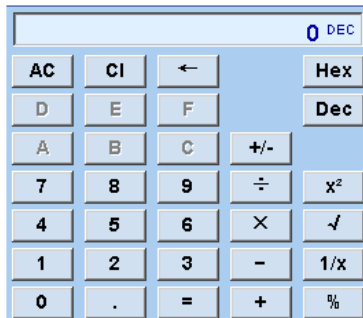 0 DEC
AC CI ← Hex
D E F Dec
A B C +/-
7 8 9 ÷ x²
4 5 6 × √
1 2 3 − 1/x
0 . = + %